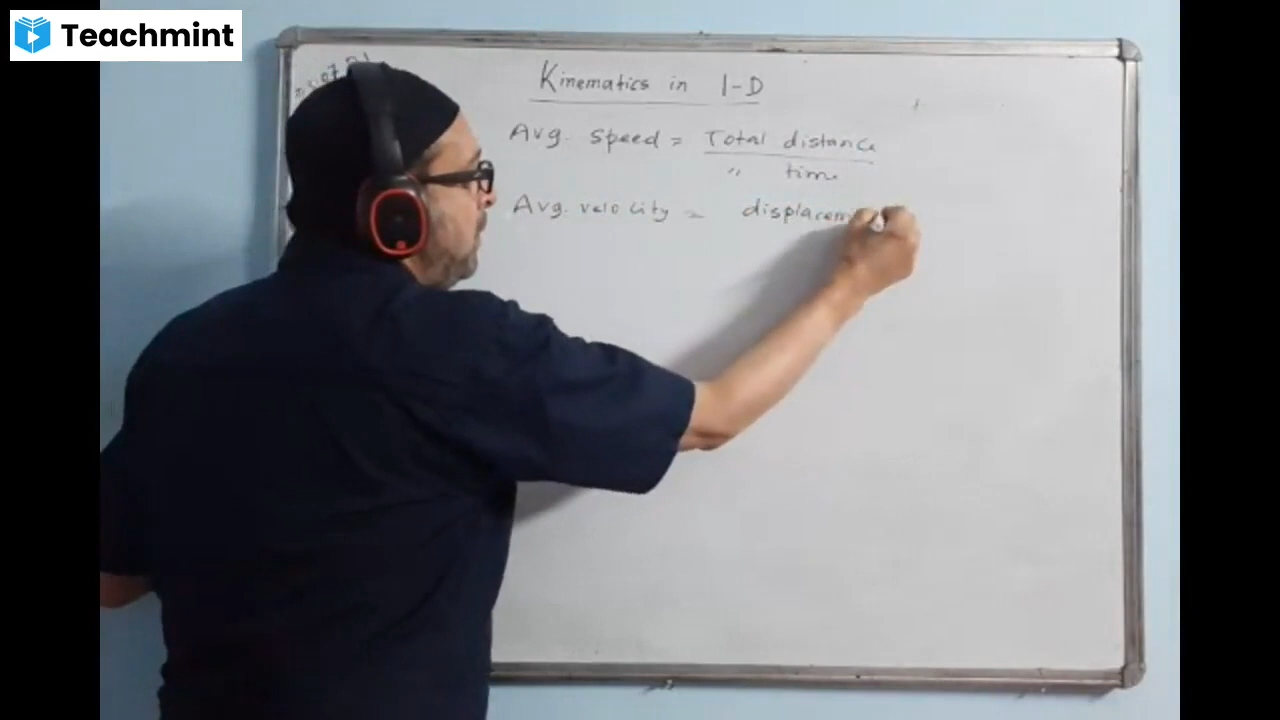 Teachmint
Kinematics in 1-D
Avg. speed = Total distance
" time
Avg. velocity = displacem